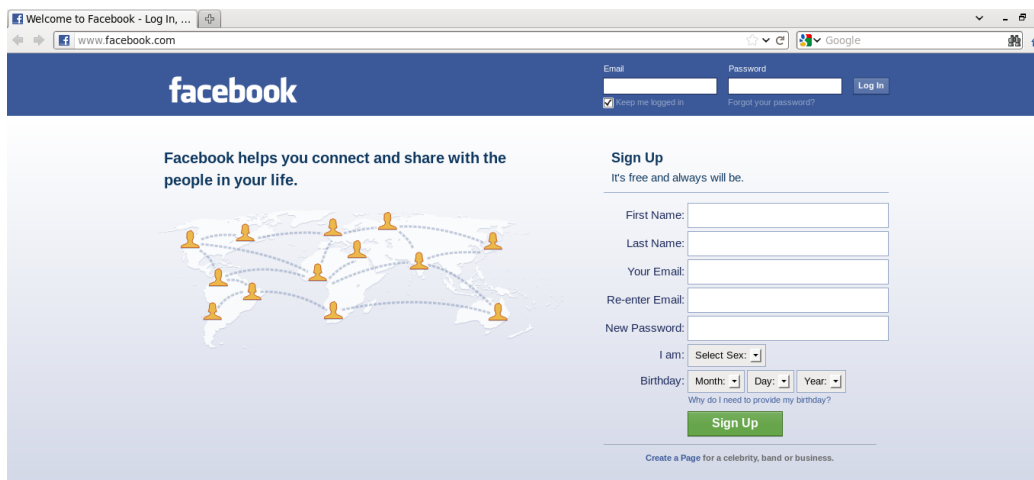 Welcome to Facebook - Log In, ...
www.facebook.com
Google
facebook
Email
Password
Log In
Keep me logged in
Forgot your password?
Facebook helps you connect and share with the
people in your life.
Sign Up
It's free and always will be.
First Name:
Last Name:
Your Email:
Re-enter Email:
New Password:
I am: Select Sex:
Birthday: Month: Day: Year:
Why do I need to provide my birthday?
Sign Up
Create a Page for a celebrity, band or business.